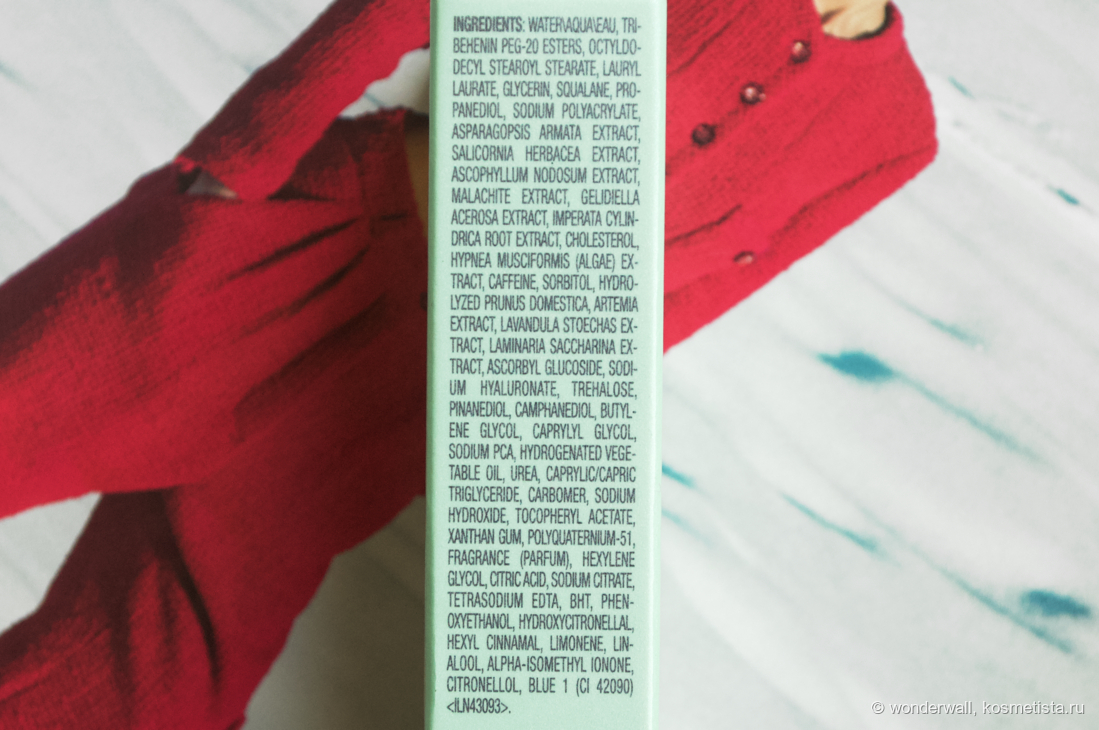 INGREDIENTS: WATER\AQUA\EAU, TRI-
BEHENIN PEG-20 ESTERS, OCTYLDO-
DECYL STEAROYL STEARATE, LAURYL
LAURATE, GLYCERIN, SQUALANE, PRO-
PANEDIOL, SODIUM POLYACRYLATE,
ASPARAGOPSIS ARMATA EXTRACT,
SALICORNIA HERBACEA EXTRACT,
ASCOPHYLLUM NODOSUM EXTRACT,
MALACHITE EXTRACT, GELIDIELLA
ACEROSA EXTRACT, IMPERATA CYLIN-
DRICA ROOT EXTRACT, CHOLESTEROL,
HYPNEA MUSCIFORMIS (ALGAE) EX-
TRACT, CAFFEINE, SORBITOL, HYDRO-
LYZED PRUNUS DOMESTICA, ARTEMIA
EXTRACT, LAVANDULA STOECHAS EX-
TRACT, LAMINARIA SACCHARINA EX-
TRACT, ASCORBYL GLUCOSIDE, SODI-
UM HYALURONATE, TREHALOSE,
PINANEDIOL, CAMPHANEDIOL, BUTYL-
ENE GLYCOL, CAPRYLYL GLYCOL,
SODIUM PCA, HYDROGENATED VEGE-
TABLE OIL, UREA, CAPRYLIC/CAPRIC
TRIGLYCERIDE, CARBOMER, SODIUM
HYDROXIDE, TOCOPHERYL ACETATE,
XANTHAN GUM, POLYQUATERNIUM-51,
FRAGRANCE (PARFUM), HEXYLENE
GLYCOL, CITRIC ACID, SODIUM CITRATE,
TETRASODIUM EDTA, BHT, PHEN-
OXYETHANOL, HYDROXYCITRONELLAL,
HEXYL CINNAMAL, LIMONENE, LIN-
ALOOL, ALPHA-ISOMETHYL IONONE,
CITRONELLOL, BLUE 1 (CI 42090)
<ILN43093>.
© wonderwall, kosmetista.ru